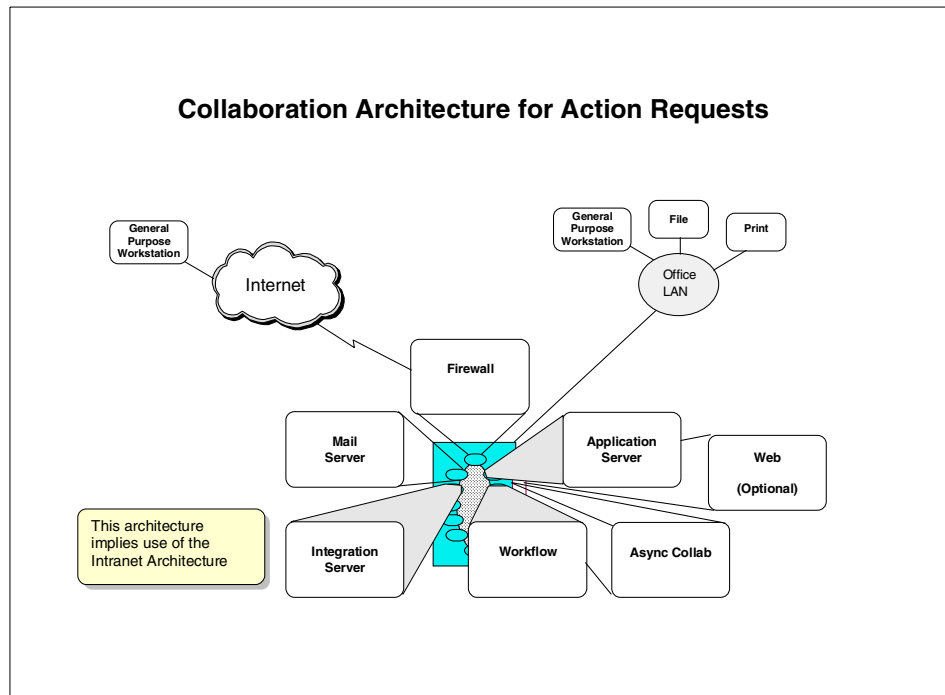 Collaboration Architecture for Action Requests
General
Purpose
Workstation
Internet
General
Purpose
Workstation
File
Print
Office
LAN
Firewall
Mail
Server
Application
Server
Web
(Optional)
This architecture
implies use of the
Intranet Architecture
Integration
Server
Workflow
Async Collab